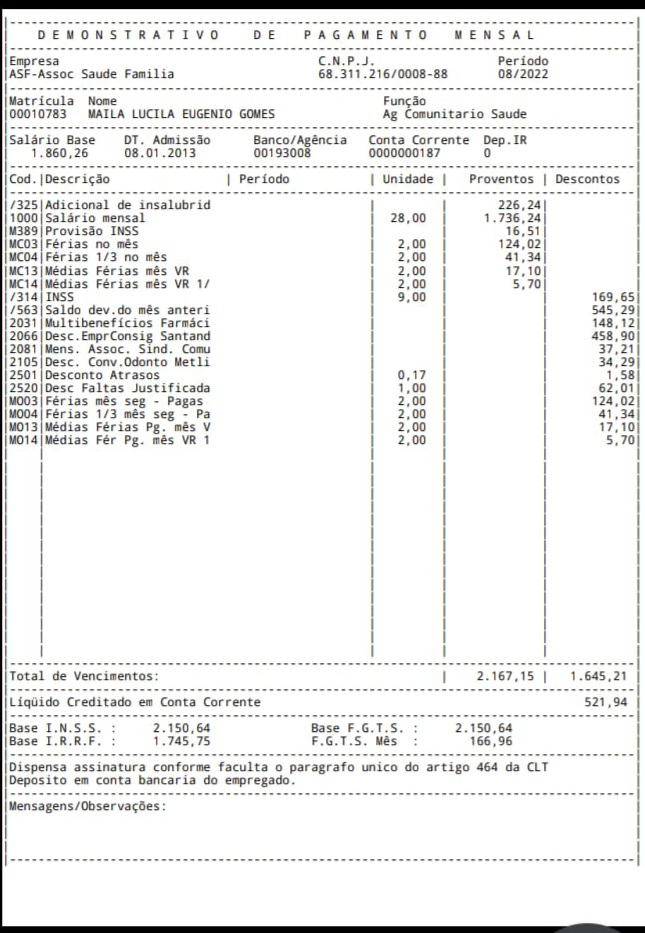 DEMONSTRATIVO DE PAGAMENTO MENSAL
Empresa C.N.P.J. Período
ASF-Assoc Saude Familia 68.311.216/0008-88 08/2022
Matrícula Nome Função
00010783 MAILA LUCILA EUGENIO GOMES Ag Comunitario Saude
Salário Base DT. Admissão Banco/Agência Conta Corrente Dep.IR
1.860,26 08.01.2013 00193008 0000000187 0
Cod.|Descrição | Período | Unidade | Proventos | Descontos
/325|Adicional de insalubrid 226,24
1000|Salário mensal 28,00 1.736,24
M389|Provisão INSS 16,51
MC03|Férias no mês 2,00 124,02
MC04|Férias 1/3 no mês 2,00 41,34
MC13|Médias Férias mês VR 2,00 17,10
MC14|Médias Férias mês VR 1/ 2,00 5,70
/314|INSS 9,00 169,65
/563|Saldo dev.do mês anteri 545,29
2031|Multibenefícios Farmáci 148,12
2066|Desc.EmprConsig Santand 458,90
2081|Mens. Assoc. Sind. Comu 37,21
2105|Desc. Conv.Odonto Metli 34,29
2501|Desconto Atrasos 0,17 1,58
2520|Desc Faltas Justificada 1,00 62,01
MO03|Férias mês seg - Pagas 2,00 124,02
MO04|Férias 1/3 mês seg - Pa 2,00 41,34
MO13|Médias Férias Pg. mês V 2,00 17,10
MO14|Médias Fér Pg. mês VR 1 2,00 5,70
Total de Vencimentos: | 2.167,15 | 1.645,21
Líqüido Creditado em Conta Corrente 521,94
Base I.N.S.S. : 2.150,64 Base F.G.T.S. : 2.150,64
Base I.R.R.F. : 1.745,75 F.G.T.S. Mês : 166,96
Dispensa assinatura conforme faculta o paragrafo unico do artigo 464 da CLT
Deposito em conta bancaria do empregado.
Mensagens/Observações: